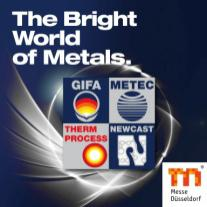 The Bright
World
of Metals.
GIFA
METEC
THERM
PROCESS
NEWCAST
Messe
Düsseldorf